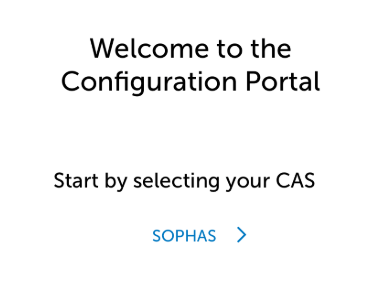 Welcome to the
Configuration Portal
Start by selecting your CAS
SOPHAS